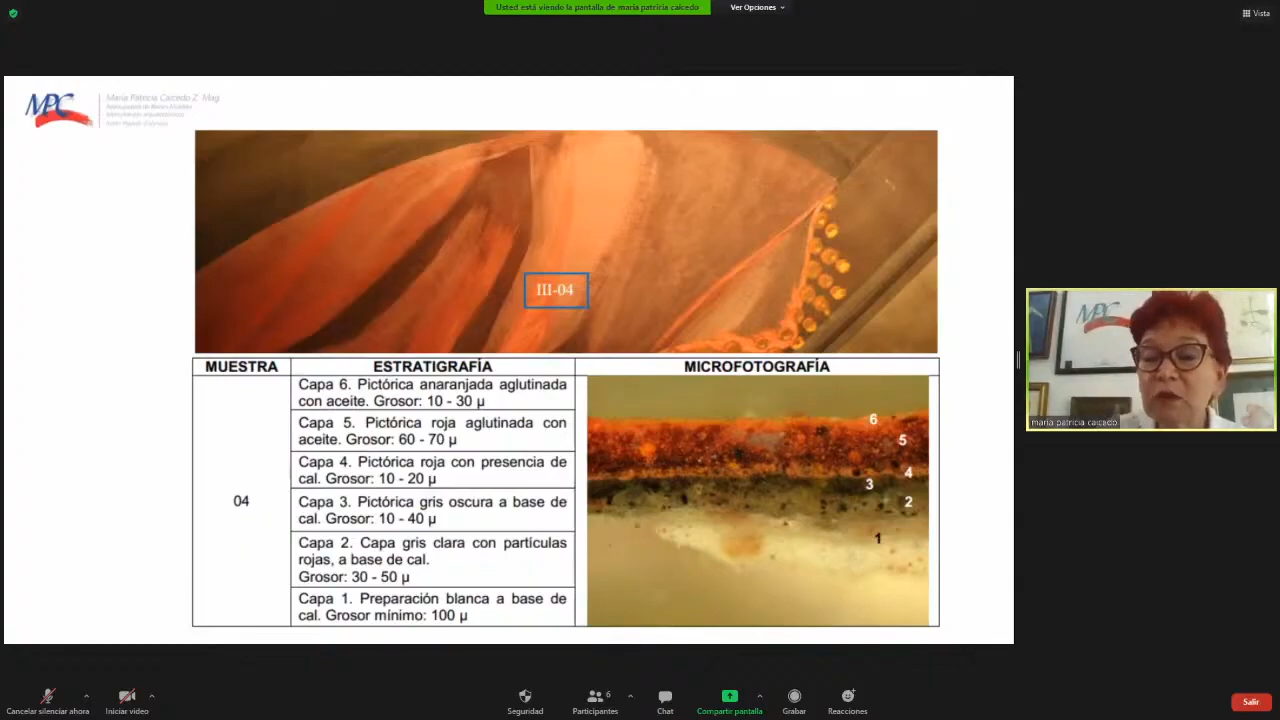 Usted está viendo la pantalla de maria patricia caicedo
Ver Opciones
Vista
MPC
Maria Patricia Caicedo Z. Mag.
III-04
MUESTRA
ESTRATIGRAFÍA
MICROFOTOGRAFÍA
04
Capa 6. Pictórica anaranjada aglutinada
con aceite. Grosor: 10 - 30 µ
Capa 5. Pictórica roja aglutinada con
aceite. Grosor: 60 - 70 µ
Capa 4. Pictórica roja con presencia de
cal. Grosor: 10 - 20 µ
Capa 3. Pictórica gris oscura a base de
cal. Grosor: 10 - 40 µ
Capa 2. Capa gris clara con partículas
rojas, a base de cal.
Grosor: 30 - 50 µ
Capa 1. Preparación blanca a base de
cal. Grosor mínimo: 100 µ
6
5
4
3
2
1
MPC
maria patricia caicedo
Cancelar silenciar ahora
Iniciar video
Seguridad
Participantes
6
Chat
Compartir pantalla
Grabar
Reacciones
Salir